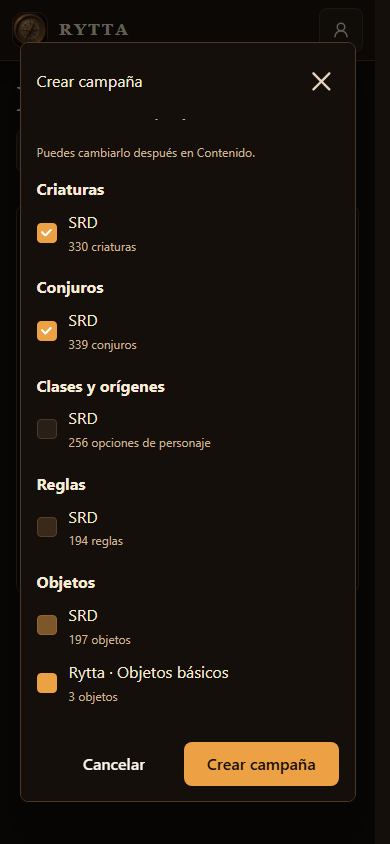 RYTTA
Crear campaña
Puedes cambiarlo después en Contenido.
Criaturas
SRD
330 criaturas
Conjuros
SRD
339 conjuros
Clases y orígenes
SRD
256 opciones de personaje
Reglas
SRD
194 reglas
Objetos
SRD
197 objetos
Rytta · Objetos básicos
3 objetos
Cancelar
Crear campaña